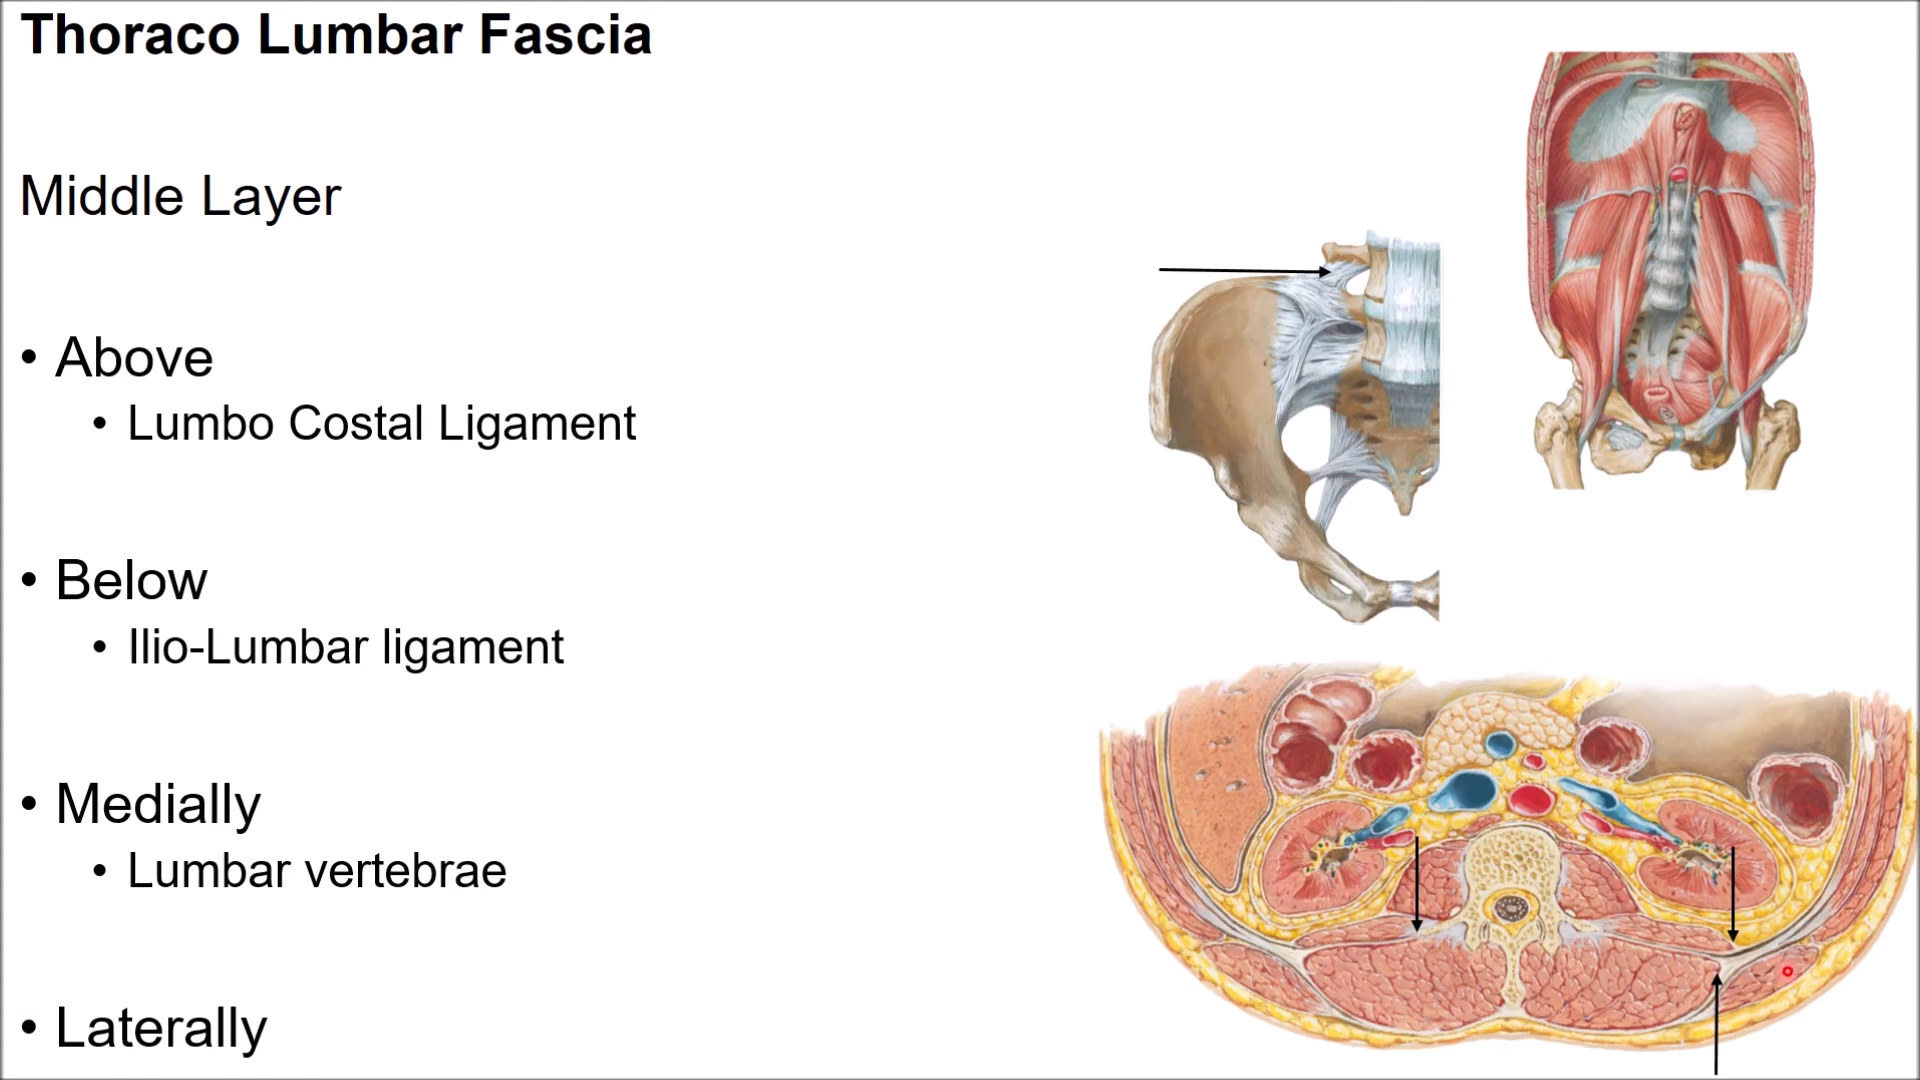 Thoraco Lumbar Fascia
Middle Layer
• Above
• Lumbo Costal Ligament
• Below
• Ilio-Lumbar ligament
• Medially
• Lumbar vertebrae
• Laterally